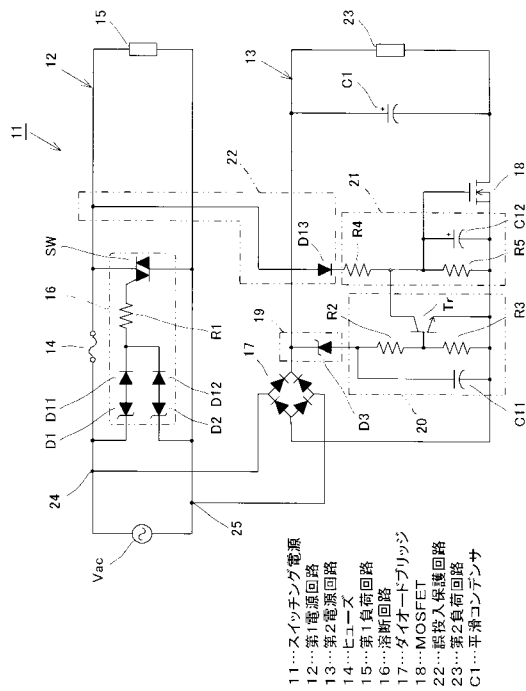 11
12
15
22
SW
16
14
D11
D1
R1
D12
D2
24
25
Vac
13
23
C1
18
21
C12
D13
R4
R5
19
17
Tr
R2
R3
D3
20
C11
11…スイッチング電源
12…第1電源回路
13…第2電源回路
14…ヒューズ
15…第1負荷回路
16…溶断回路
17…ダイオードブリッジ
18…MOSFET
22…誤投入保護回路
23…第2負荷回路
C1…平滑コンデンサ